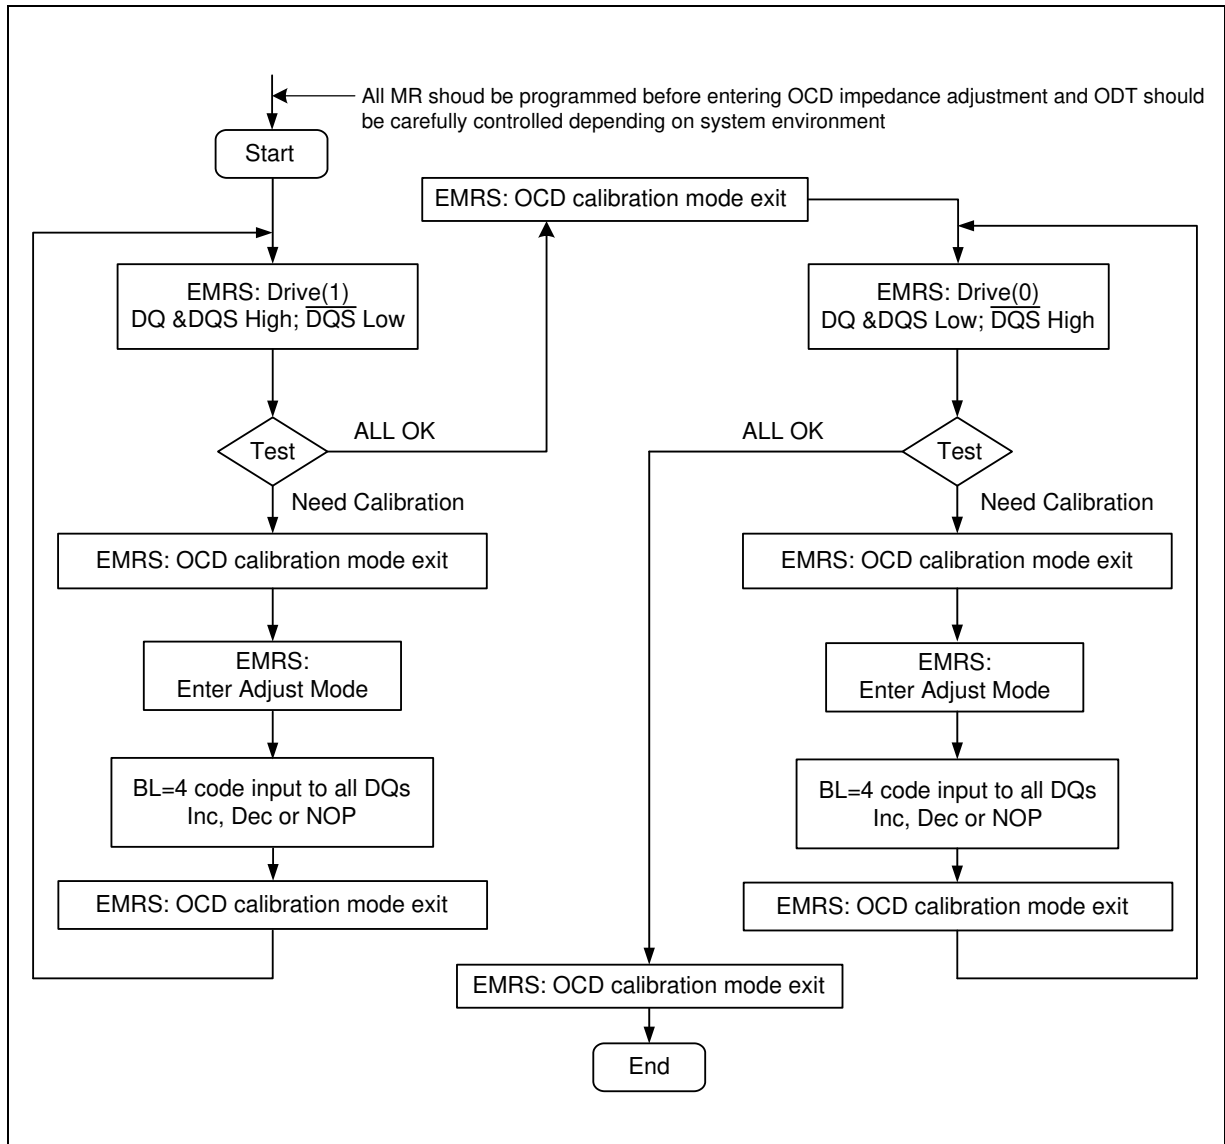 All MR shoud be programmed before entering OCD impedance adjustment and ODT should
be carefully controlled depending on system environment
Start
EMRS: OCD calibration mode exit
EMRS: Drive(1)
DQ &DQS High; D̅Q̅S̅ Low
EMRS: Drive(0)
DQ &DQS Low; D̅Q̅S̅ High
Test
ALL OK
ALL OK
Test
Need Calibration
Need Calibration
EMRS: OCD calibration mode exit
EMRS: OCD calibration mode exit
EMRS:
Enter Adjust Mode
EMRS:
Enter Adjust Mode
BL=4 code input to all DQs
Inc, Dec or NOP
BL=4 code input to all DQs
Inc, Dec or NOP
EMRS: OCD calibration mode exit
EMRS: OCD calibration mode exit
EMRS: OCD calibration mode exit
End